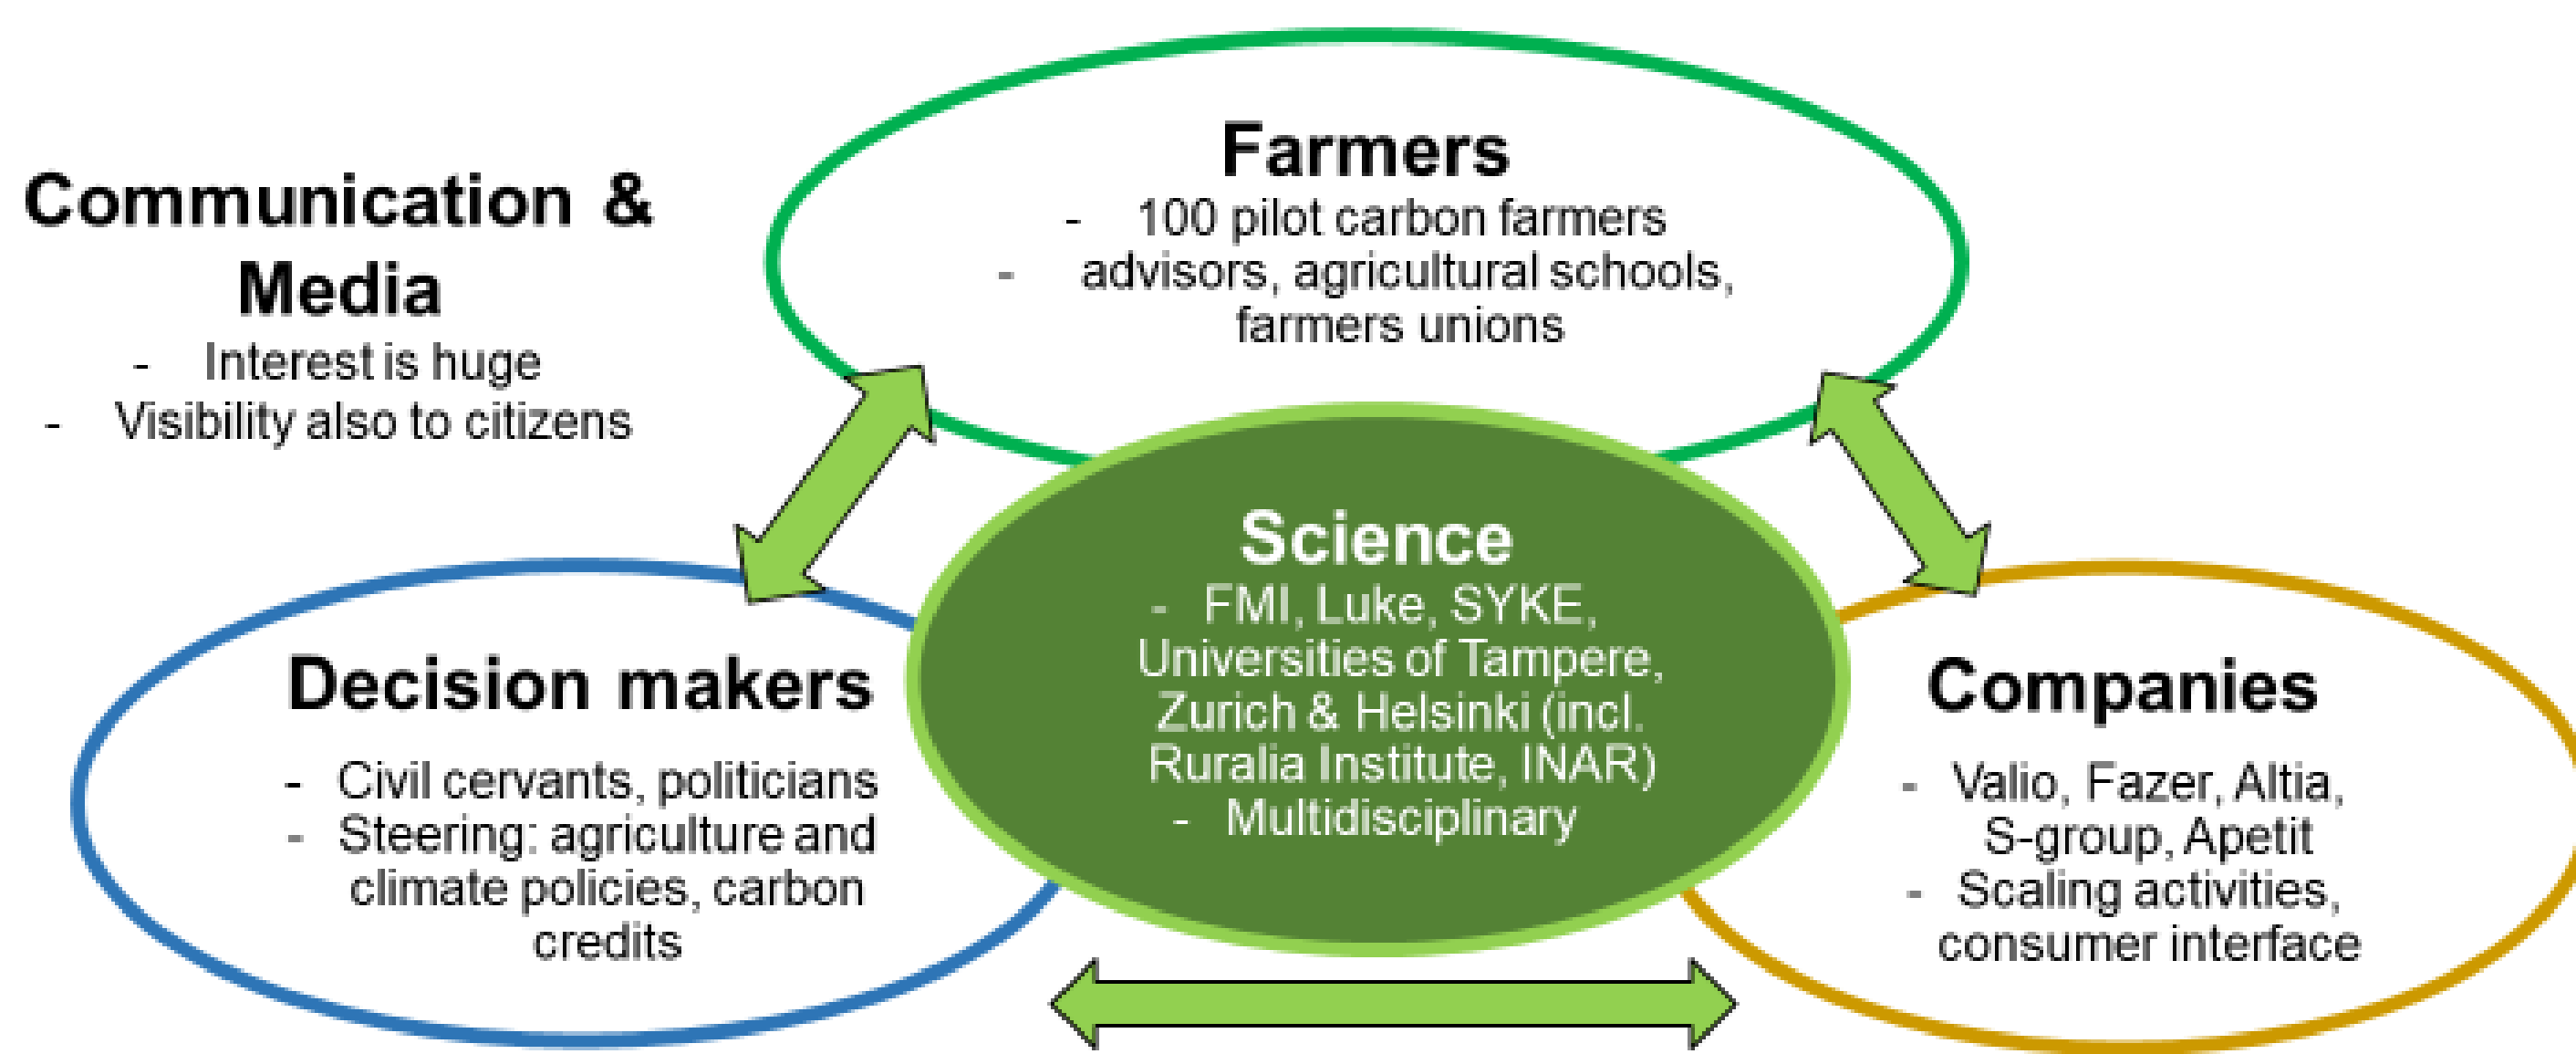 Communication &
Media
- Interest is huge
- Visibility also to citizens
Farmers
- 100 pilot carbon farmers
- advisors, agricultural schools,
farmers unions
Science
- FMI, Luke, SYKE,
Universities of Tampere,
Zurich & Helsinki (incl.
Ruralia Institute, INAR)
- Multidisciplinary
Decision makers
- Civil cervants, politicians
- Steering: agriculture and
climate policies, carbon
credits
Companies
- Valio, Fazer, Altia,
S-group, Apetit
- Scaling activities,
consumer interface